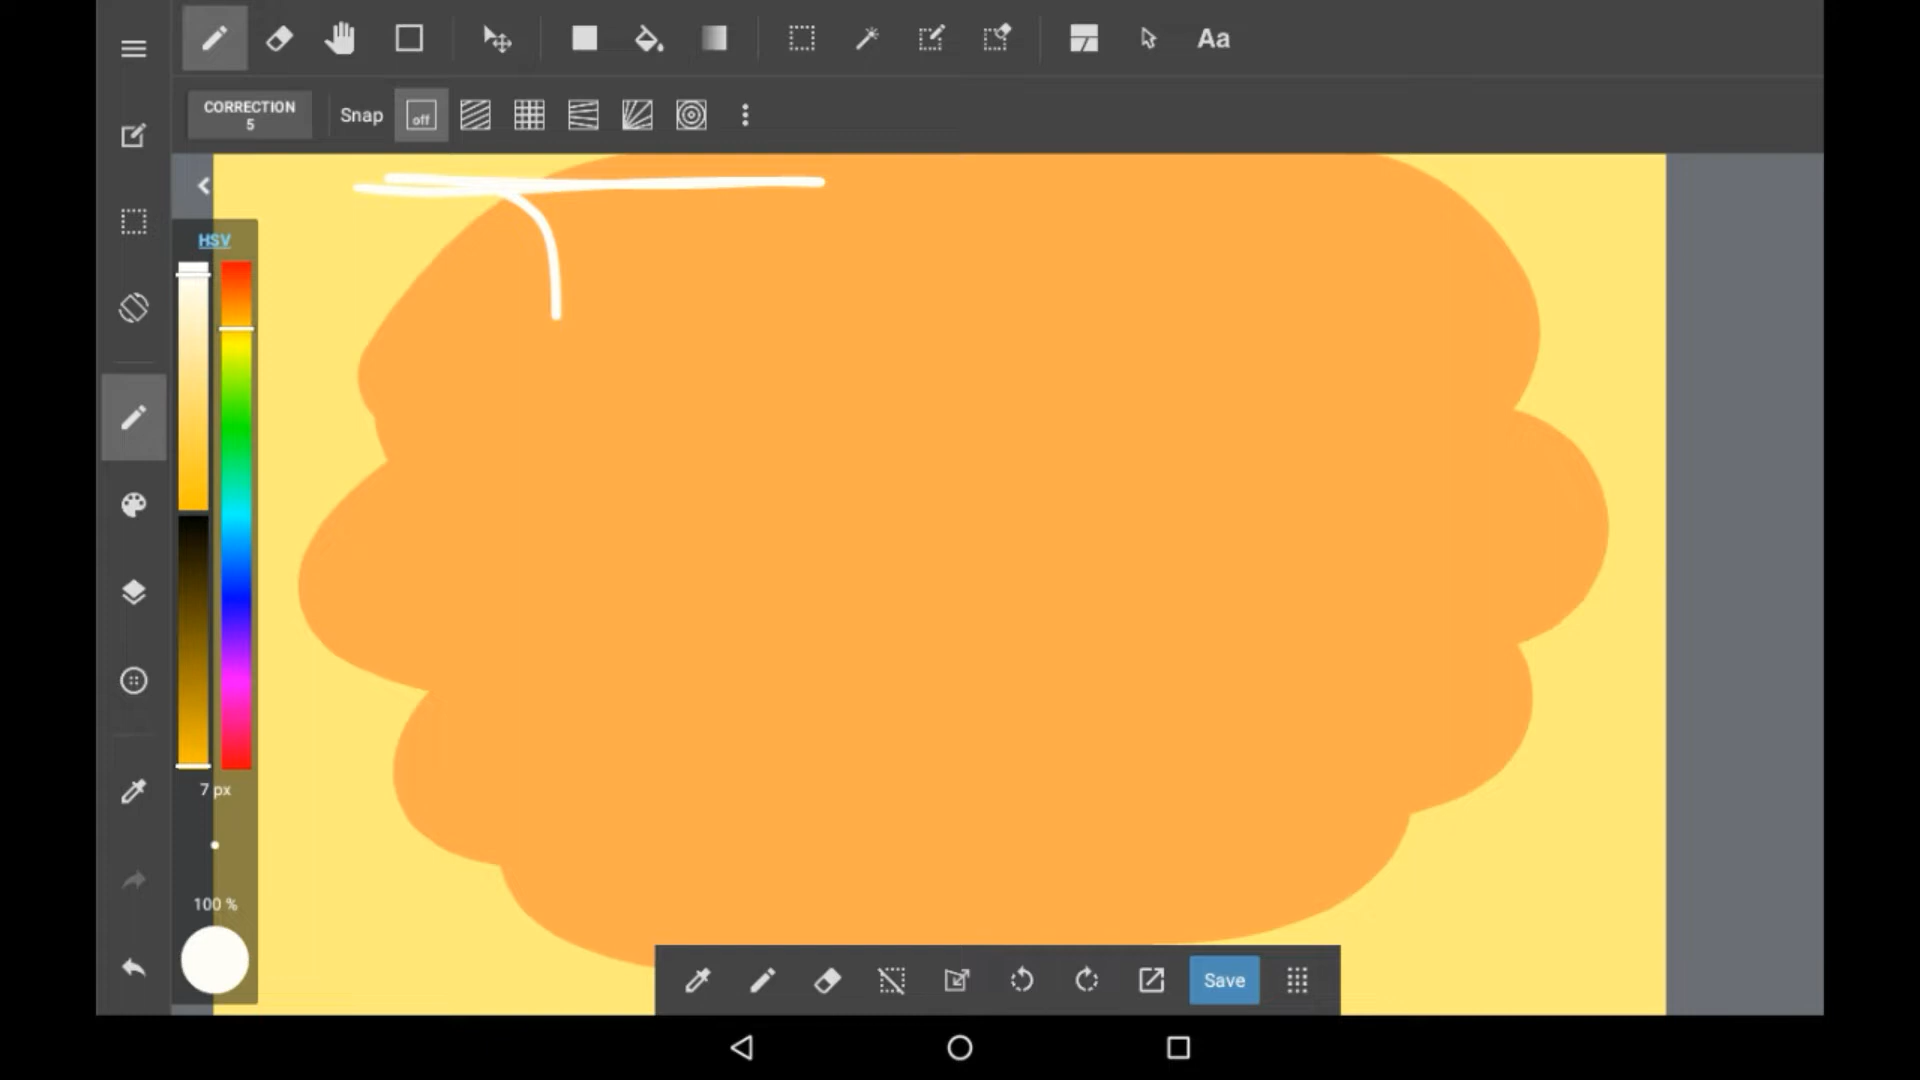 Aa
CORRECTION
5
Snap
off
HSV
7 px
100 %
Save